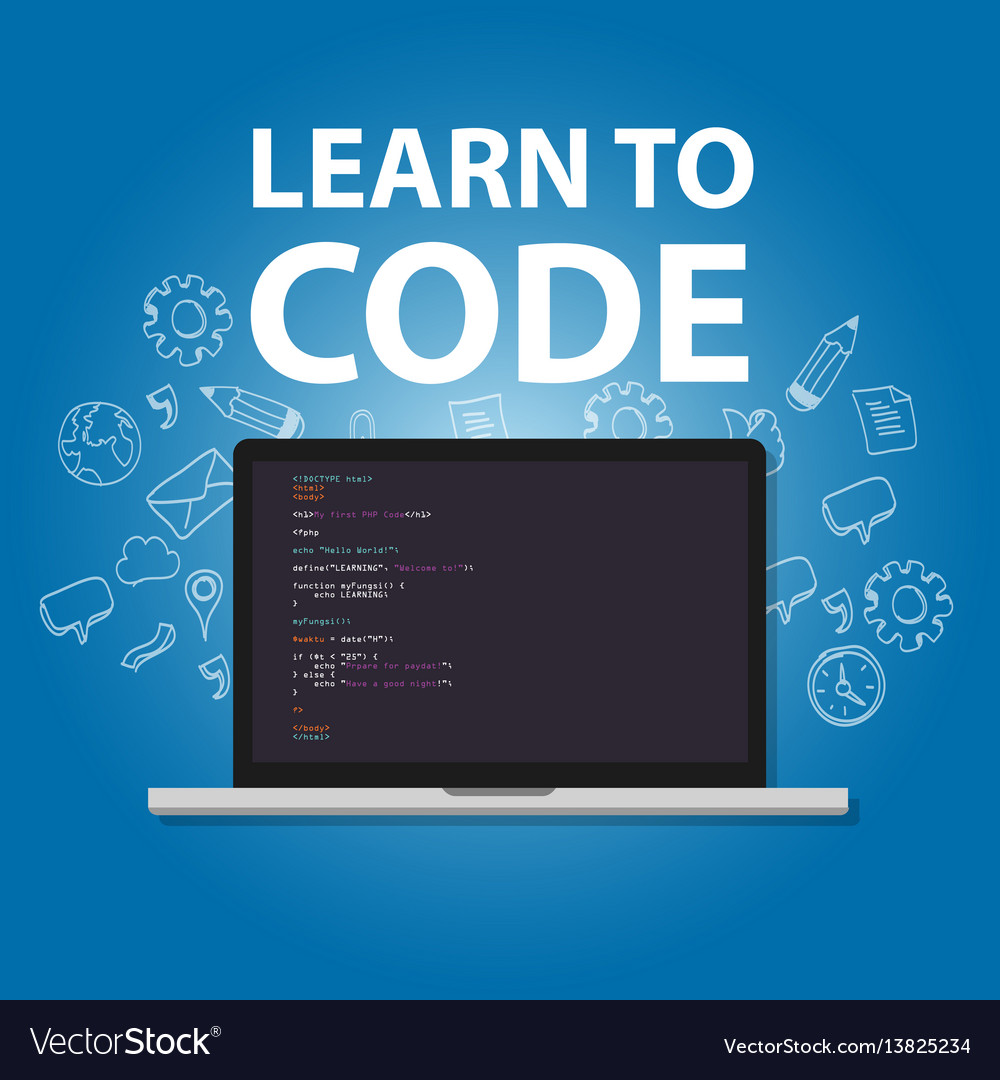 LEARN TO
CODE
<!DOCTYPE html>
<html>
<body>
<h1>My first PHP Code</h1>
<?php
echo "Hello World!";
define("LEARNING", "Welcome to!");
function myFungsi() {
echo LEARNING;
}
myFungsi();
$waktu = date("H");
if ($t < "25") {
echo "Prpare for paydat!";
} else {
echo "Have a good night!";
}
?>
</body>
</html>
VectorStock®
VectorStock.com/13825234